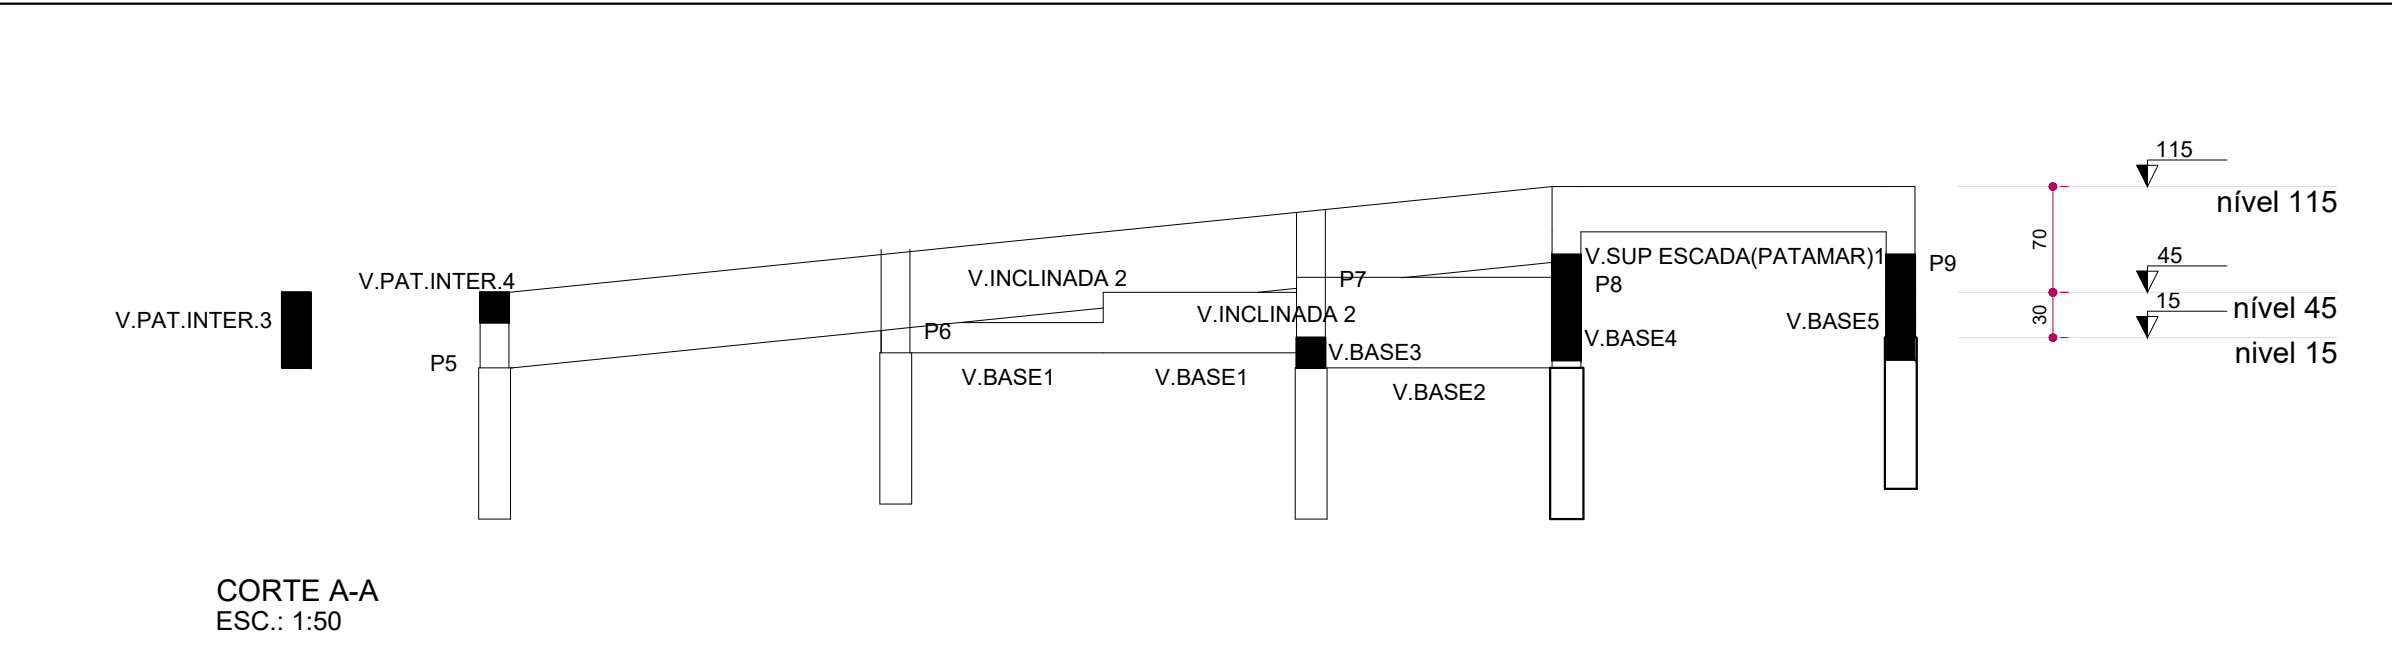 115
nível 115
70
V.SUP ESCADA(PATAMAR)1
45
P9
V.INCLINADA 2
P7
V.PAT.INTER.4
P8
15
nível 45
30
V.PAT.INTER.3
V.INCLINADA 2
V.BASE5
P6
V.BASE4
nivel 15
V.BASE3
P5
V.BASE1
V.BASE1
V.BASE2
CORTE A-A
ESC.: 1:50